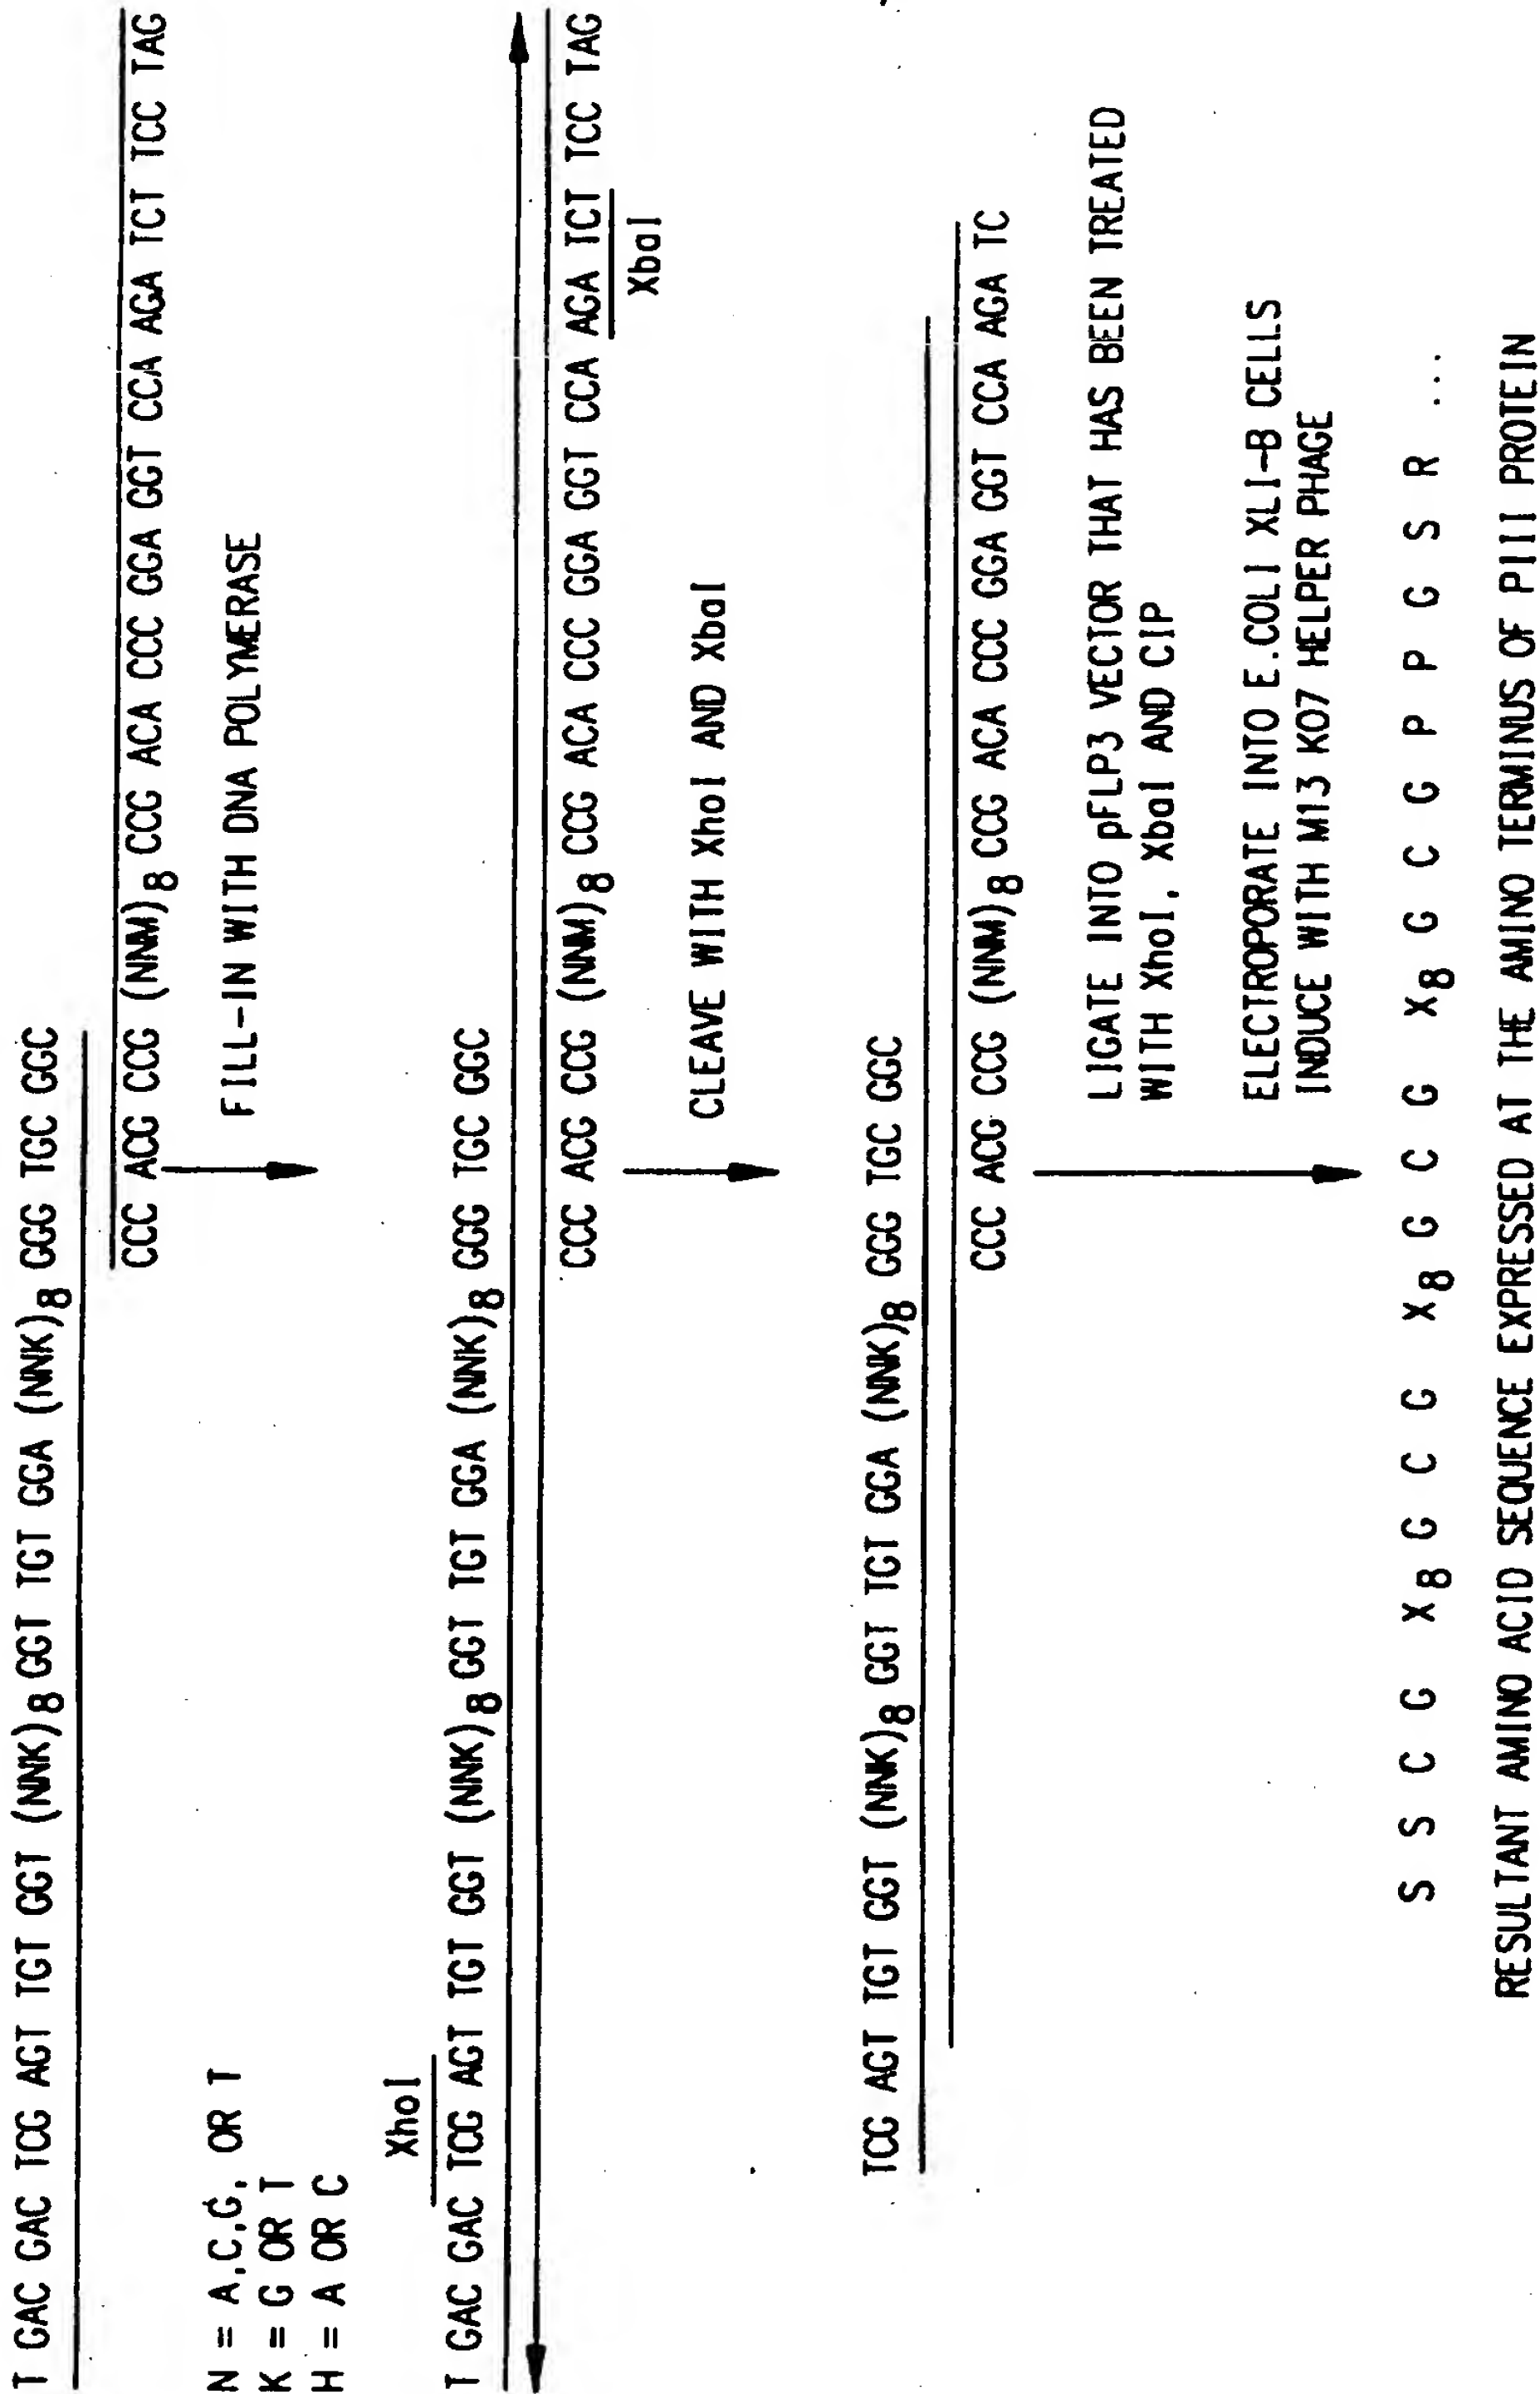 T GAC GAC TCG AGT TGT GGT (NNK)8 GGT TGT GGA (NNK)8 GGG TGC GGC
CCC ACG CCG (NNM)8 CCG ACA CCC GGA GGT CCA AGA TCT TCC TAG
N = A,C,G, OR T
K = G OR T
H = A OR C
FILL-IN WITH DNA POLYMERASE
XhoI
T GAC GAC TCG AGT TGT GGT (NNK)8 GGT TGT GGA (NNK)8 GGG TGC GGC
CCC ACG CCG (NNM)8 CCG ACA CCC GGA GGT CCA AGA TCT TCC TAG
XbaI
CLEAVE WITH XhoI AND XbaI
TCG AGT TGT GGT (NNK)8 GGT TGT GGA (NNK)8 GGG TGC GGC
CCC ACG CCG (NNM)8 CCG ACA CCC GGA GGT CCA AGA TC
LIGATE INTO pFLP3 VECTOR THAT HAS BEEN TREATED
WITH XhoI, XbaI AND CIP
ELECTROPORATE INTO E.COLI XLI-B CELLS
INDUCE WITH M13 KO7 HELPER PHAGE
S S C G X8 G C G X8 G C G X8 G C G P P G S R ...
RESULTANT AMINO ACID SEQUENCE EXPRESSED AT THE AMINO TERMINUS OF PIII PROTEIN